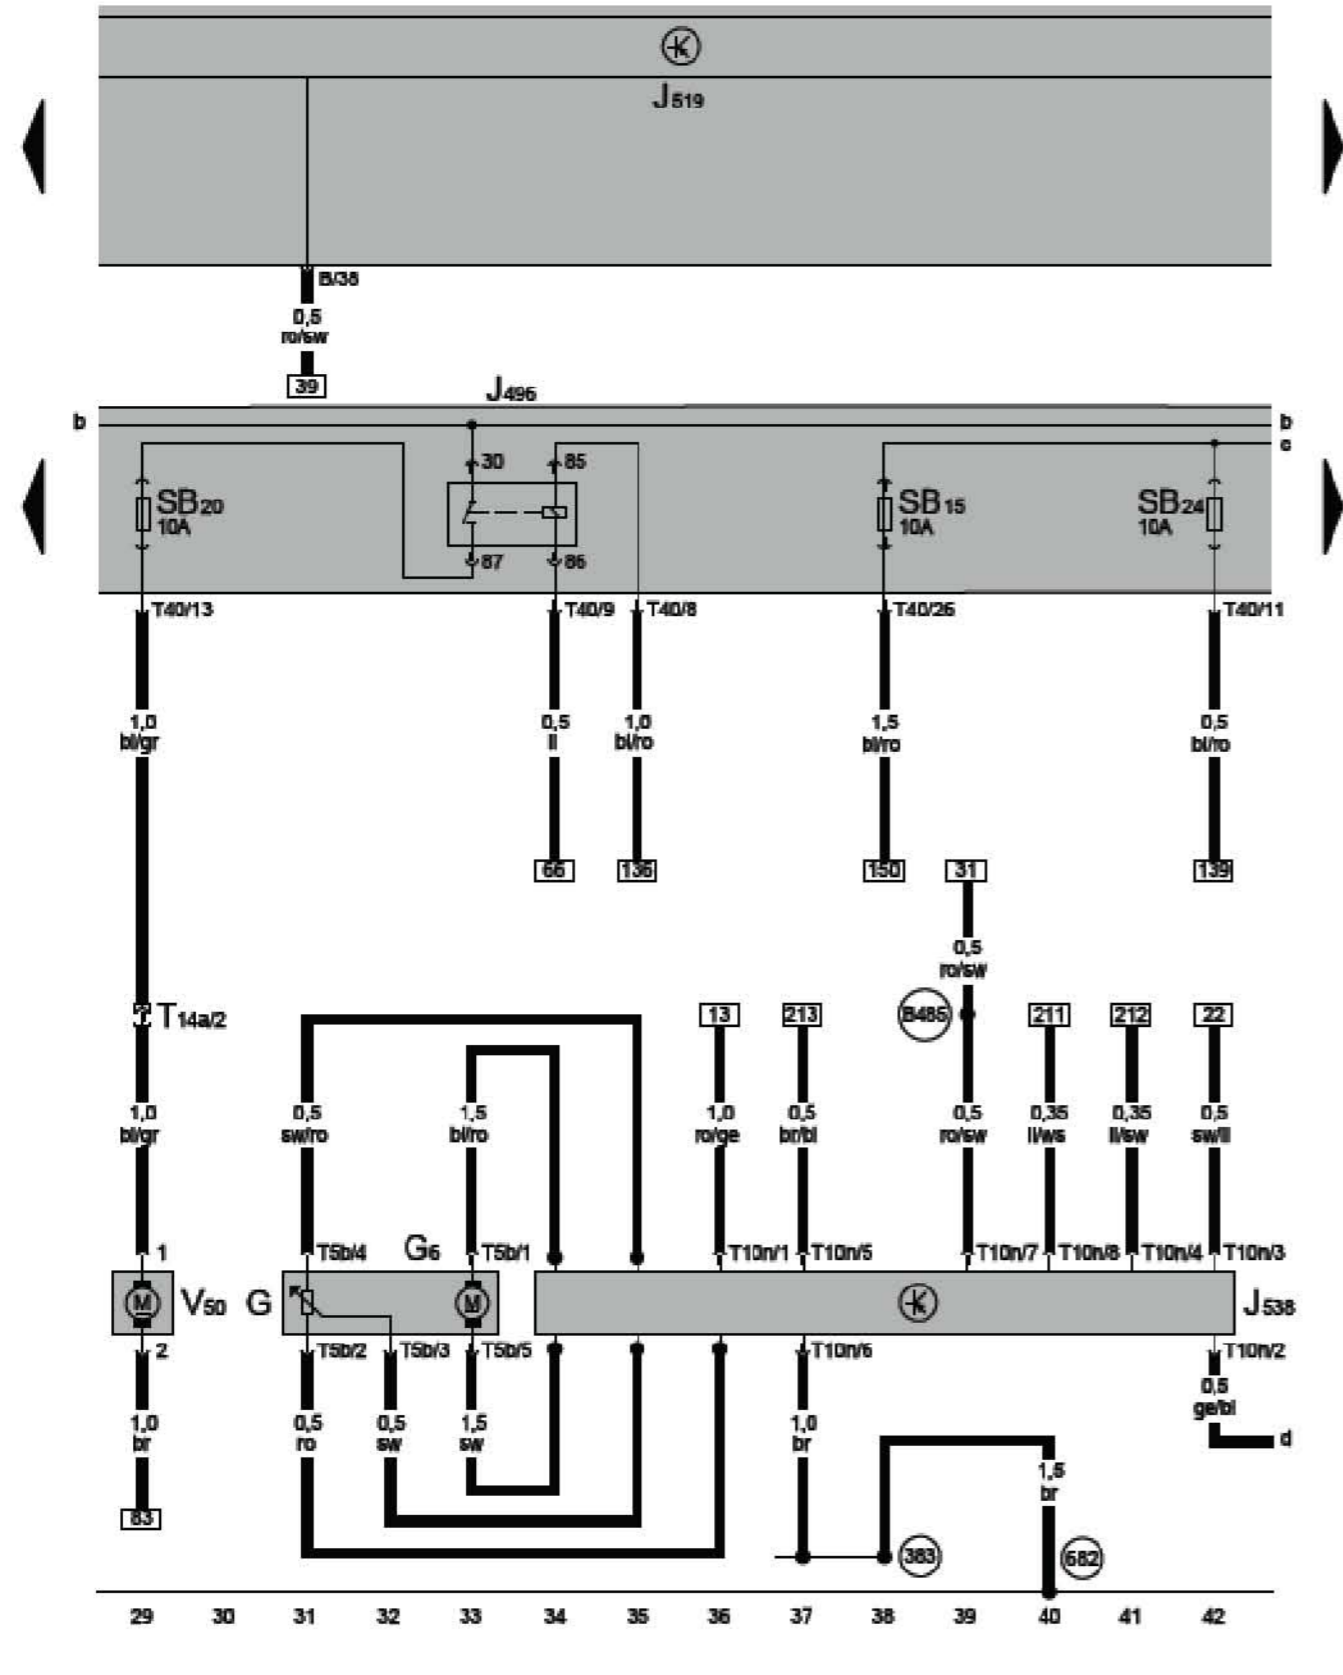 J519
B/38
0,5
ro/sw
39
J496
b b
c
30 85
SB20 SB15 SB24
10A 10A 10A
87 86
T40/13 T40/9 T40/8 T40/26 T40/11
1,0 0,5 1,0 1,5 0,5
bl/gr li bl/ro bl/ro bl/ro
66 136 150 31 139
0,5
ro/sw
T14a/2 13 213 B485 211 212 22
1,0 0,5 1,5 1,0 0,5 0,5 0,35 0,35 0,5
bl/gr sw/ro bl/ro ro/ge br/bl ro/sw li/ws li/sw sw/li
1 T5b/4 G6 T5b/1 T10n/1 T10n/5 T10n/7 T10n/8 T10n/4 T10n/3
M V50 G M J538
2 T5b/2 T5b/3 T5b/5 T10n/6 T10n/2
0,5
ge/bl
1,0 0,5 0,5 1,5 1,0 d
br ro sw sw br
1,5
br
83
383 682
29 30 31 32 33 34 35 36 37 38 39 40 41 42